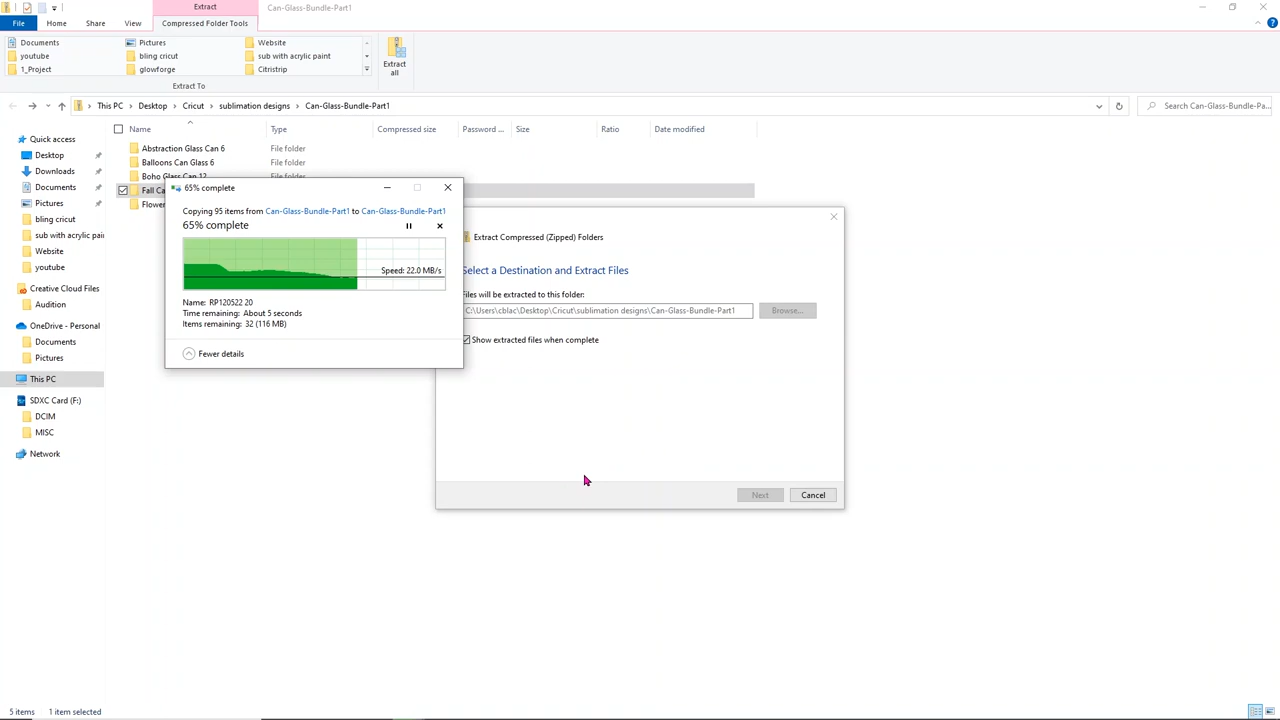 Extract
Can-Glass-Bundle-Part1
File
Home
Share
View
Compressed Folder Tools
Documents
Pictures
Website
youtube
bling cricut
sub with acrylic paint
1_Project
glowforge
Citristrip
Extract all
Extract To
This PC
Desktop
Cricut
sublimation designs
Can-Glass-Bundle-Part1
Search Can-Glass-Bundle-Pa...
Name
Type
Compressed size
Password ...
Size
Ratio
Date modified
Abstraction Glass Can 6
File folder
Balloons Can Glass 6
File folder
Boho Glass Can 12
File folder
Fall Ca
Flower
Quick access
Desktop
Downloads
Documents
Pictures
bling cricut
sub with acrylic pai
Website
youtube
Creative Cloud Files
Audition
OneDrive - Personal
Documents
Pictures
This PC
SDXC Card (F:)
DCIM
MISC
Network
65% complete
Copying 95 items from Can-Glass-Bundle-Part1 to Can-Glass-Bundle-Part1
65% complete
Speed: 22.0 MB/s
Name: RP120522 20
Time remaining: About 5 seconds
Items remaining: 32 (116 MB)
Fewer details
Extract Compressed (Zipped) Folders
Select a Destination and Extract Files
Files will be extracted to this folder:
C:\Users\cblac\Desktop\Cricut\sublimation designs\Can-Glass-Bundle-Part1
Browse...
Show extracted files when complete
Next
Cancel
5 items
1 item selected